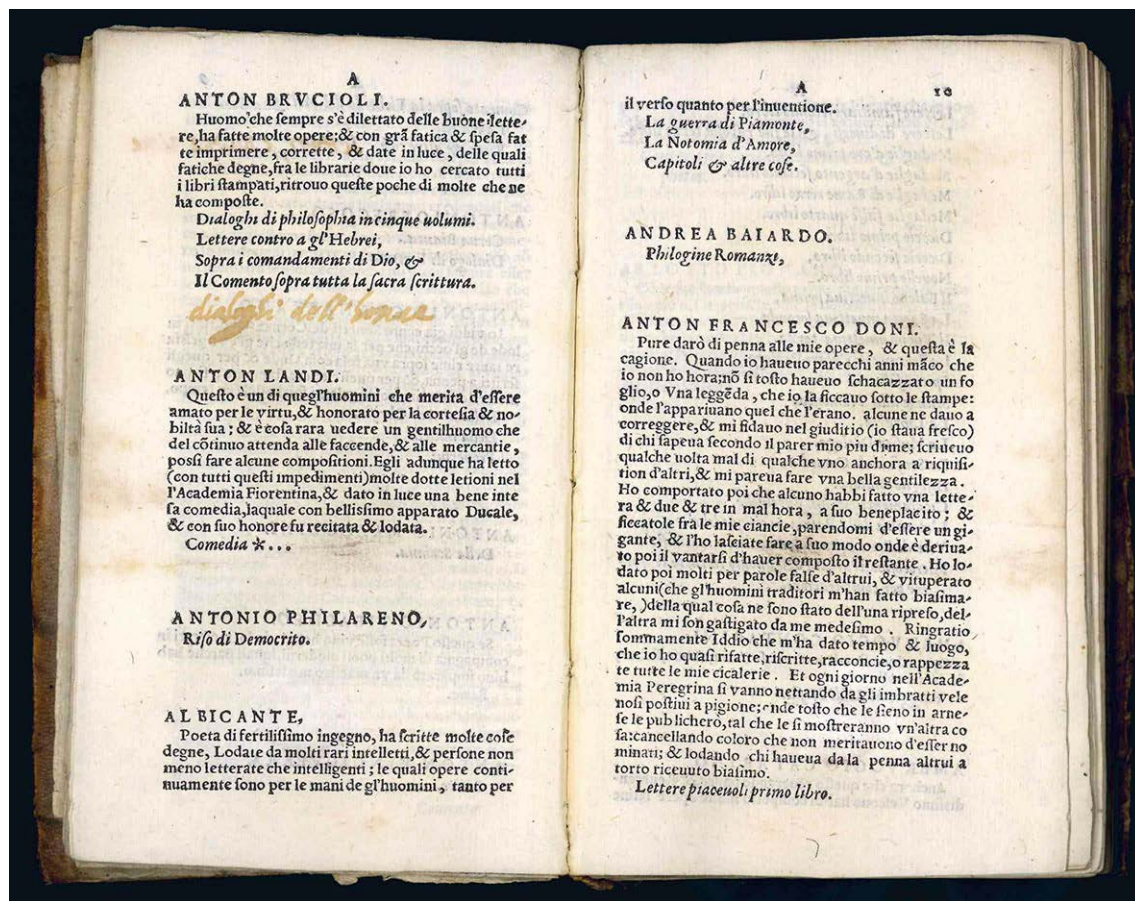 A
ANTON BRVCIOLI.
Huomo che ſempre s'è dilettato delle buone lette-
re, ha fatte molte opere: & con grã fatica & ſpeſa fat
te imprimere, corrette, & date in luce, delle quali
fatiche degne, fra le librarie doue io ho cercato tutti
i libri ſtampati, ritrouo queſte poche di molte che ne
ha compoſte.
Dialoghi di philoſophia in cinque uolumi.
Lettere contro a gl'Hebrei,
Sopra i comandamenti di Dio, &
Il Comento ſopra tutta la ſacra ſcrittura.
dialoghi dell'
ANTON LANDI.
Queſto è un di quegl'huomini che merita d'eſſere
amato per le virtu, & honorato per la corteſia & no-
biltà ſua; & è coſa rara uedere un gentilhuomo che
del cõtinuo attenda alle faccende, & alle mercantie,
poſſi fare alcune compoſitioni. Egli adunque ha letto
(con tutti queſti impedimenti) molte dotte letioni nel
l'Academia Fiorentina, & dato in luce una bene inte
ſa comedia, laquale con belliſſimo apparato Ducale,
& con ſuo honore fu recitata & lodata.
Comedia *...
ANTONIO PHILARENO,
Riſo di Democrito.
ALBICANTE,
Poeta di fertiliſſimo ingegno, ha ſcritte molte coſe
degne, Lodate da molti rari intelletti, & perſone non
meno letterate che intelligenti; le quali opere conti-
nuamente ſono per le mani de gl'huomini, tanto per
A 10
il verſo quanto per l'inuentione.
La guerra di Piamonte,
La Notomia d'Amore,
Capitoli & altre coſe.
ANDREA BAIARDO.
Philogine Romanzi,
ANTON FRANCESCO DONI.
Pure darò di penna alle mie opere, & queſta è la
cagione. Quando io haueuo parecchi anni mãco che
io non ho hora; nõ ſi toſto haueuo ſchacazzato un fo
glio, o Vna leggẽda, che io la ficcauo ſotto le ſtampe:
onde l'appariuano quel che l'erano. alcune ne dauo a
correggere, & mi fidauo nel giuditio (io ſtaua freſco)
di chi ſapeua ſecondo il parer mio piu di me; ſcriueuo
qualche uolta mal di qualche vno anchora a riquiſi-
tion d'altri, & mi pareua fare vna bella gentilezza.
Ho comportato poi che alcuno habbi fatto vna lette-
ra & due & tre in mal hora, a ſuo beneplacito; &
ficcatole fra le mie ciancie, parendomi d'eſſere un gi-
gante, & l'ho laſciate fare a ſuo modo onde è deriua-
to poi il vantarſi d'hauer compoſto il reſtante. Ho lo-
dato poi molti per parole falſe d'altrui, & vituperato
alcuni (che gl'huomini traditori m'han fatto biaſima-
re,) della qual coſa ne ſono ſtato dell'una ripreſo, del-
l'altra mi ſon gaſtigato da me medeſimo. Ringratio
ſommamente Iddio che m'ha dato tempo & luogo,
che io ho quaſi rifatte, riſcritte, racconcie, o rappezza
te tutte le mie cicalerie. Et ogni giorno nell'Acade-
mia Peregrina ſi vanno nettando da gli imbratti vele
noſi poſtiui a pigione; onde toſto che le ſieno in arne-
ſe le publicherò, tal che le ſi moſtreranno vn'altra co
ſa: cancellando coloro che non meritauono d'eſſer no
minati; & lodando chi haueua da la penna altrui a
torto riceuuto biaſimo.
Lettere piaceuoli primo libro.